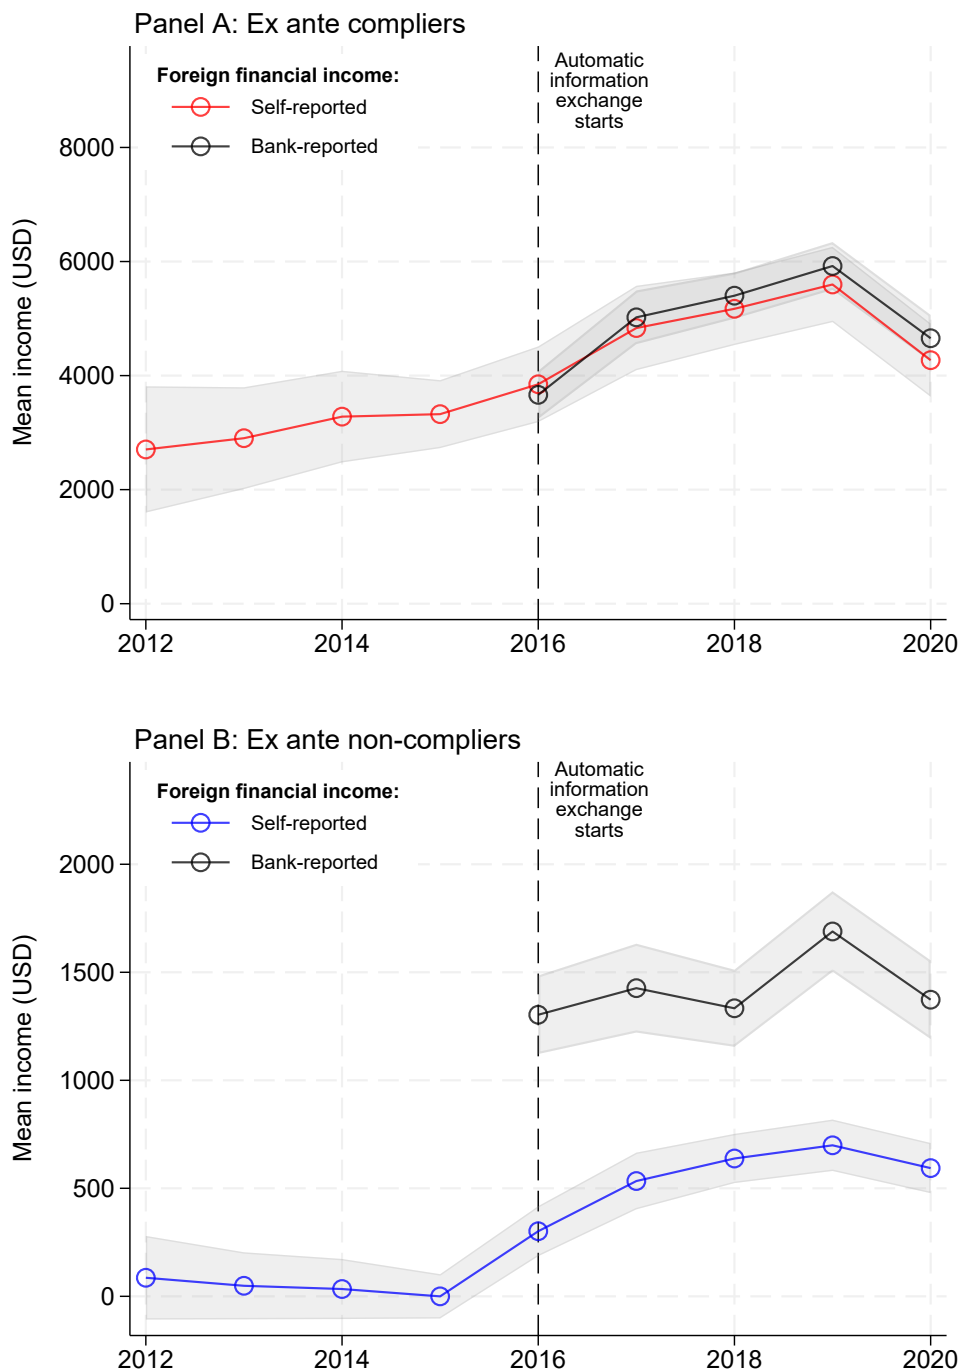 Panel A: Ex ante compliers
Foreign financial income:
Self-reported
Bank-reported
Automatic
information
exchange
starts
Mean income (USD)
8000
6000
4000
2000
0
2012 2014 2016 2018 2020
Panel B: Ex ante non-compliers
Foreign financial income:
Self-reported
Bank-reported
Automatic
information
exchange
starts
Mean income (USD)
2000
1500
1000
500
0
2012 2014 2016 2018 2020